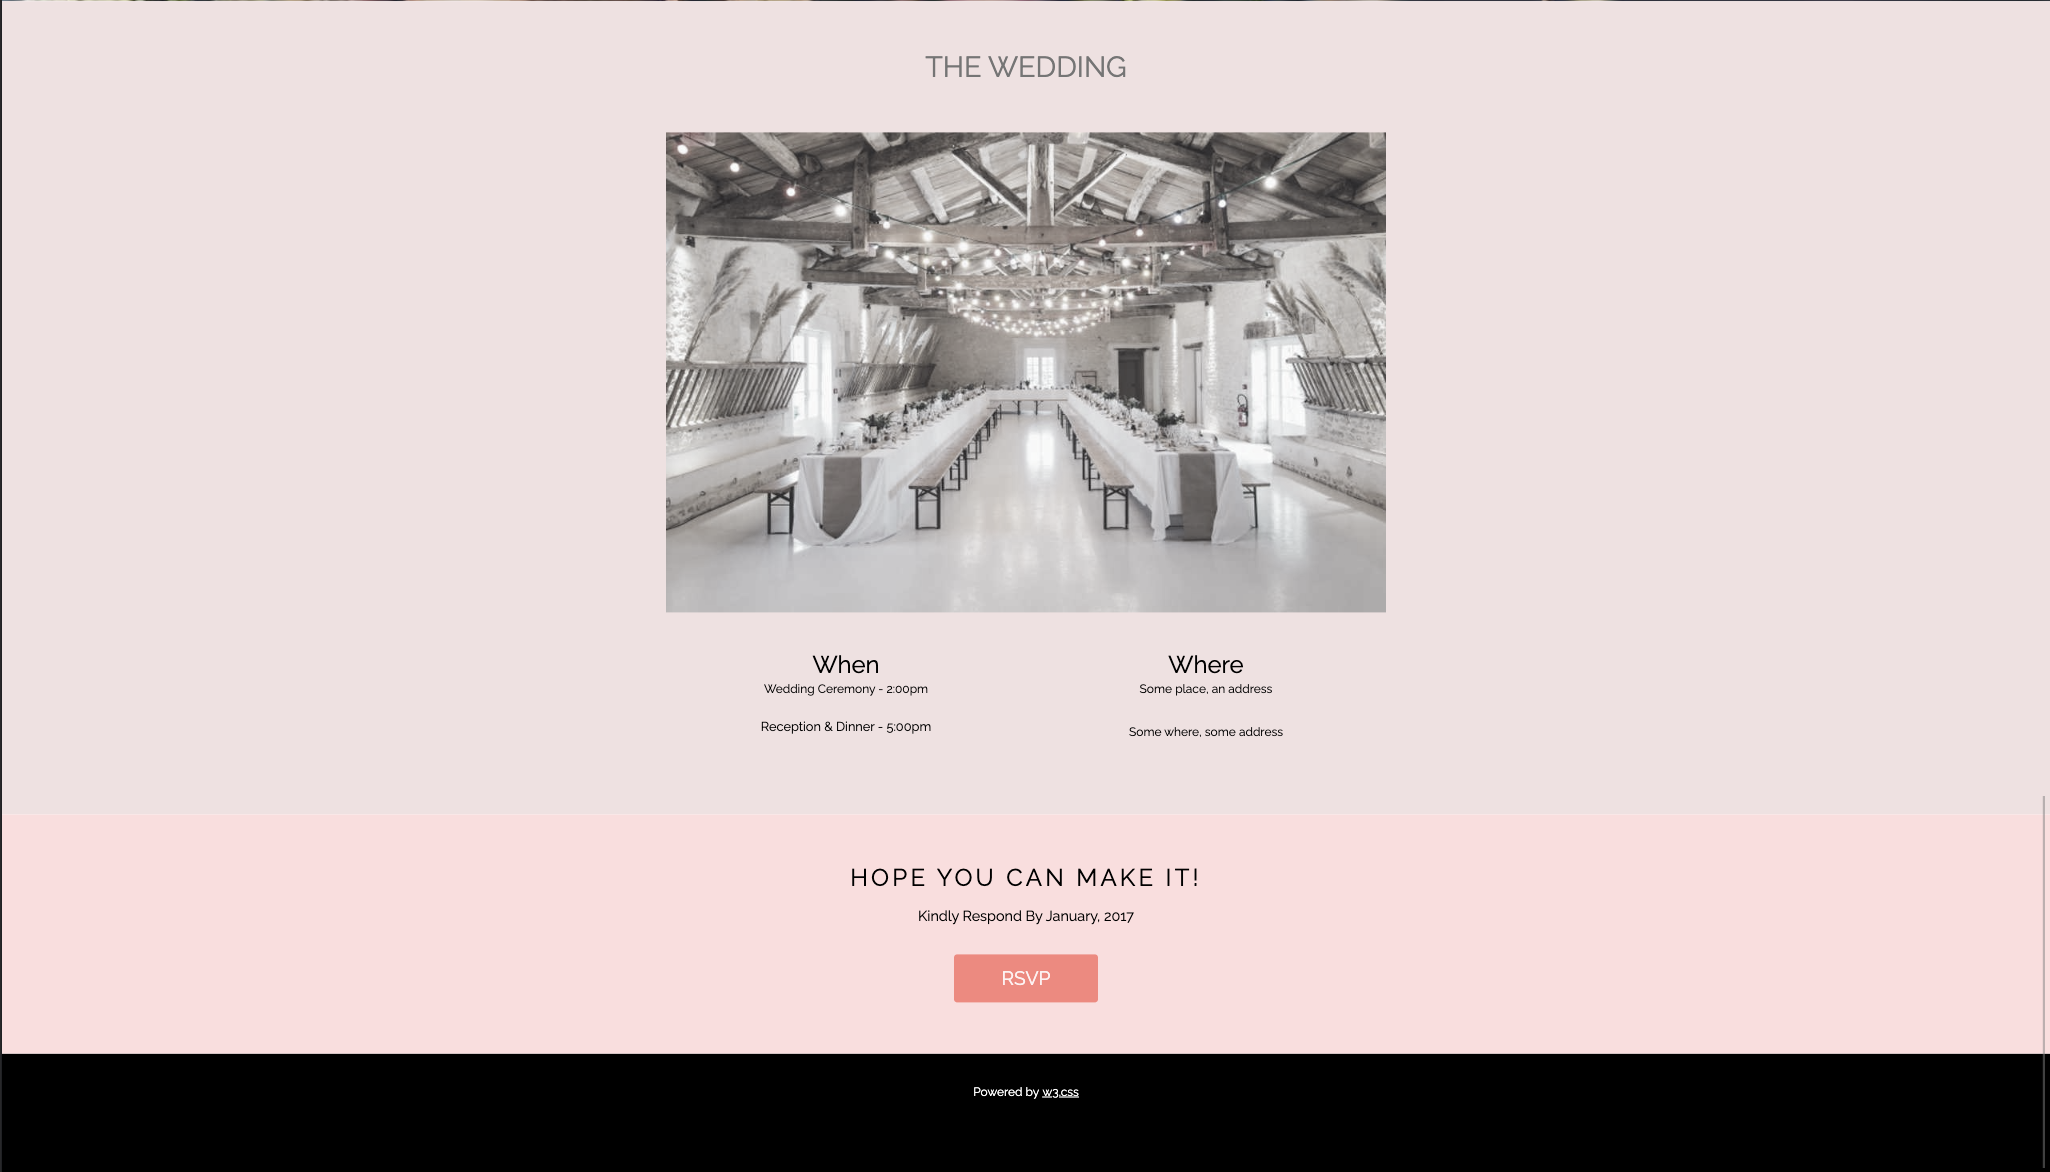 THE WEDDING
When
Wedding Ceremony - 2:00pm
Reception & Dinner - 5:00pm
Where
Some place, an address
Some where, some address
HOPE YOU CAN MAKE IT!
Kindly Respond By January, 2017
RSVP
Powered by w3.css